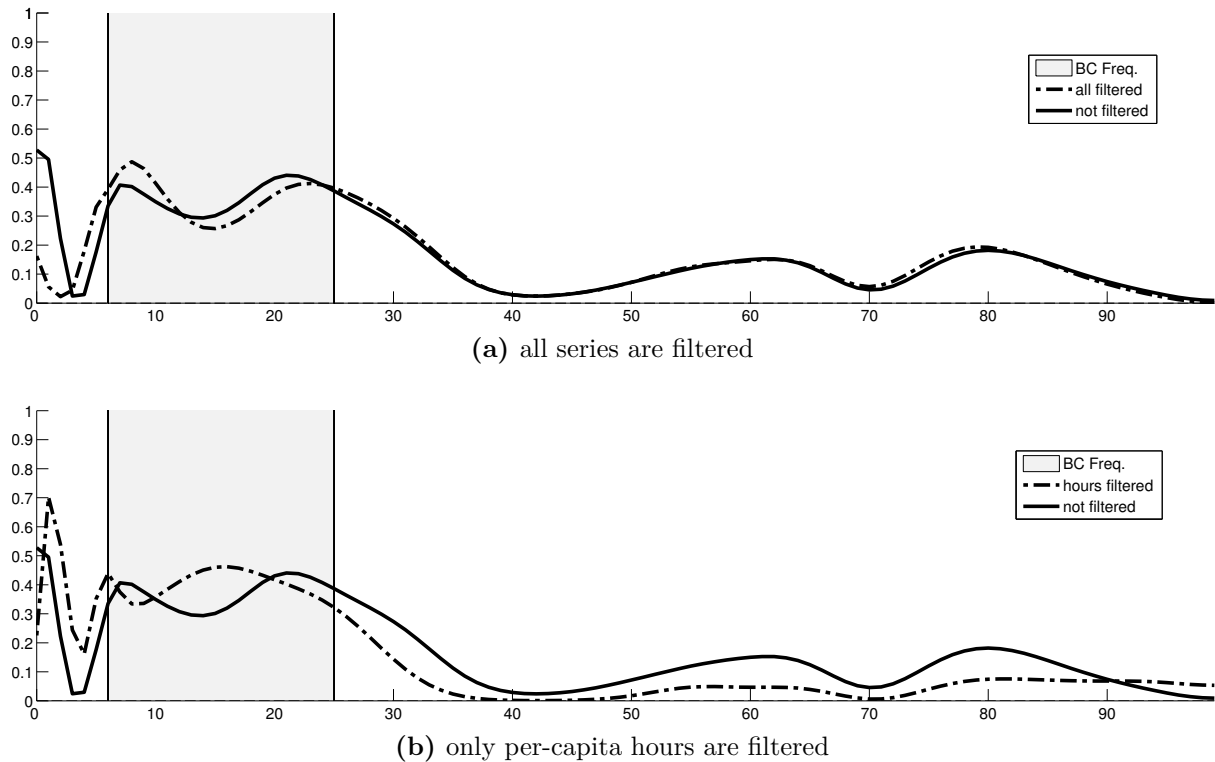 1
0.9
0.8
0.7
0.6
0.5
0.4
0.3
0.2
0.1
0
0 10 20 30 40 50 60 70 80 90
BC Freq.
all filtered
not filtered
(a) all series are filtered
1
0.9
0.8
0.7
0.6
0.5
0.4
0.3
0.2
0.1
0
0 10 20 30 40 50 60 70 80 90
BC Freq.
hours filtered
not filtered
(b) only per-capita hours are filtered